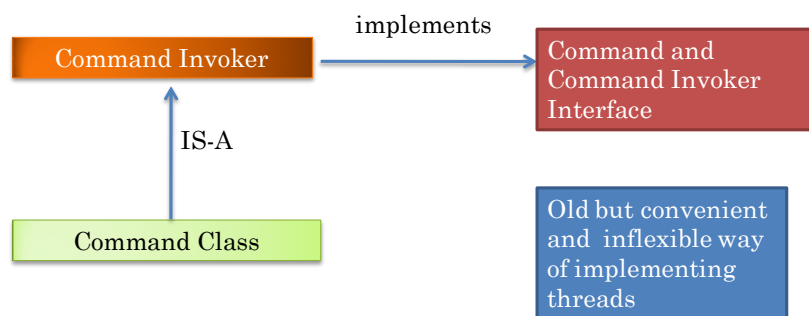 implements
Command Invoker
Command and
Command Invoker
Interface
IS-A
Command Class
Old but convenient
and inflexible way
of implementing
threads